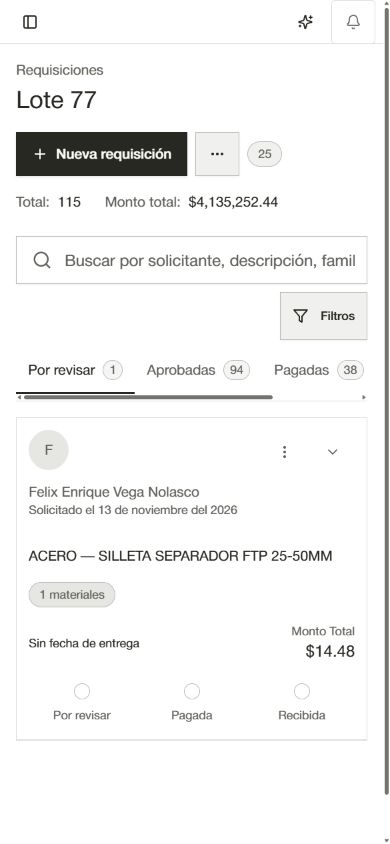 Requisiciones
Lote 77
+ Nueva requisición ... 25
Total: 115 Monto total: $4,135,252.44
Buscar por solicitante, descripción, famil
Filtros
Por revisar 1 Aprobadas 94 Pagadas 38
F
Felix Enrique Vega Nolasco
Solicitado el 13 de noviembre del 2026
ACERO — SILLETA SEPARADOR FTP 25-50MM
1 materiales
Monto Total
Sin fecha de entrega
$14.48
Por revisar Pagada Recibida